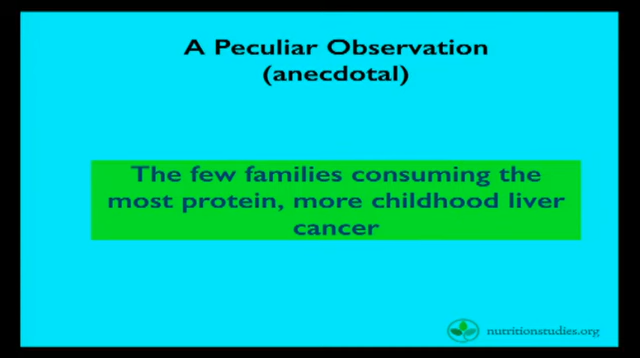 A Peculiar Observation
(anecdotal)
The few families consuming the
most protein, more childhood liver
cancer
nutritionstudies.org